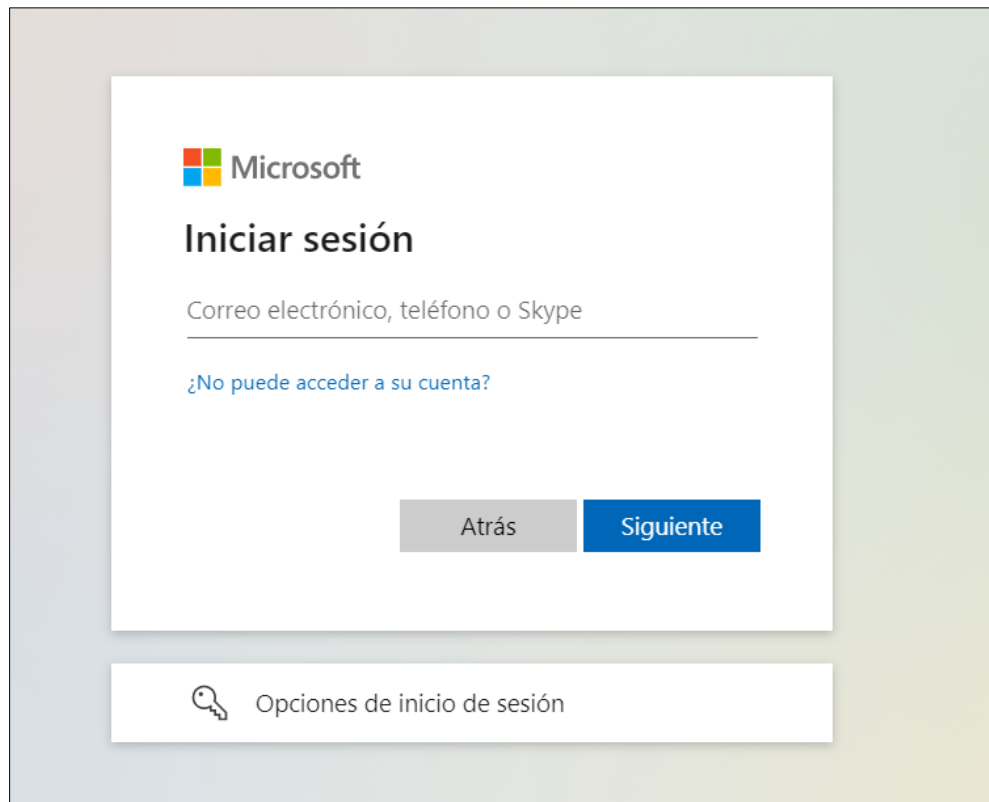 Microsoft
Iniciar sesión
Correo electrónico, teléfono o Skype
¿No puede acceder a su cuenta?
Atrás Siguiente
Opciones de inicio de sesión